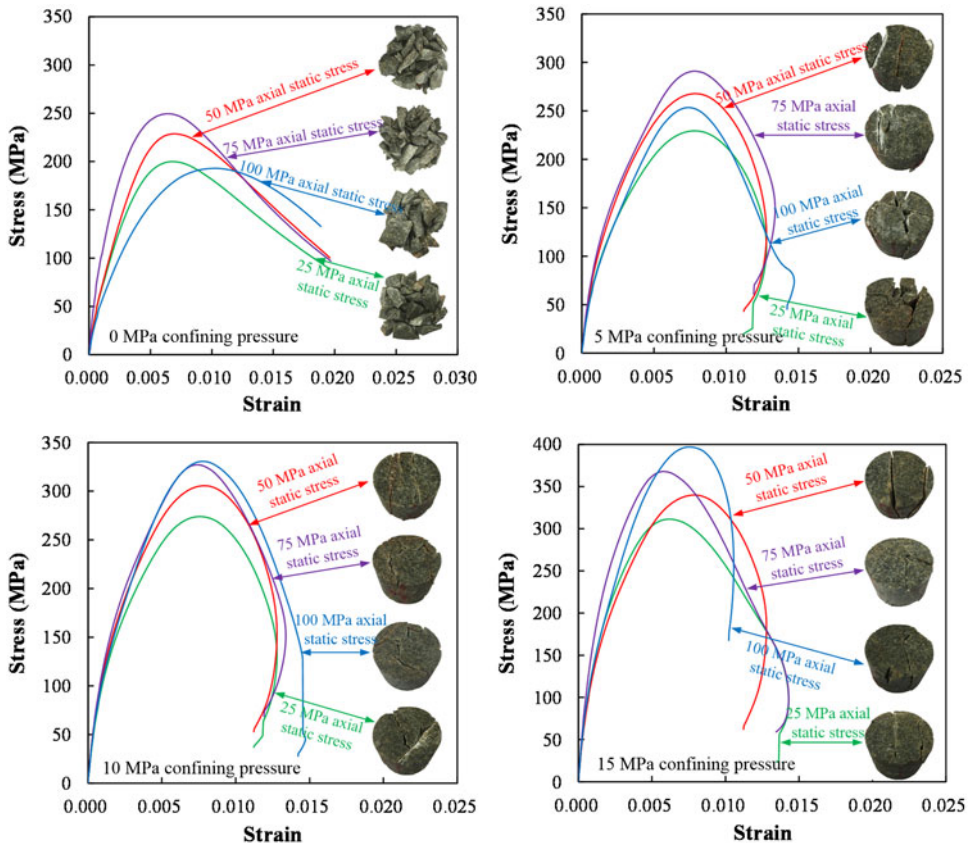 350
300
250
200
150
100
50
0
Stress (MPa)
50 MPa axial static stress
75 MPa axial static stress
100 MPa axial static stress
25 MPa axial
static stress
0 MPa confining pressure
0.000 0.005 0.010 0.015 0.020 0.025 0.030
Strain
350
300
250
200
150
100
50
0
Stress (MPa)
50 MPa axial static stress
75 MPa axial
static stress
100 MPa axial
static stress
25 MPa axial
static stress
5 MPa confining pressure
0.000 0.005 0.010 0.015 0.020 0.025
Strain
350
300
250
200
150
100
50
0
Stress (MPa)
50 MPa axial
static stress
75 MPa axial
static stress
100 MPa axial
static stress
25 MPa axial
static stress
10 MPa confining pressure
0.000 0.005 0.010 0.015 0.020 0.025
Strain
400
350
300
250
200
150
100
50
0
Stress (MPa)
50 MPa axial
static stress
75 MPa axial
static stress
100 MPa axial
static stress
25 MPa axial
static stress
15 MPa confining pressure
0.000 0.005 0.010 0.015 0.020 0.025
Strain